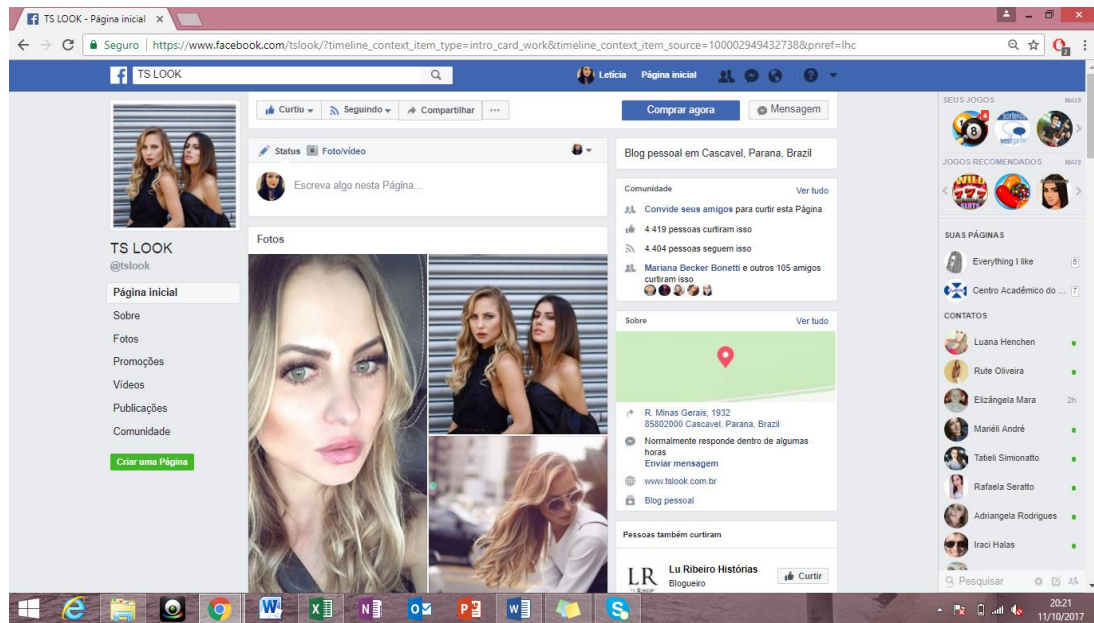 TS LOOK - Página inicial
Seguro | https://www.facebook.com/tslook/?timeline_context_item_type=intro_card_work&timeline_context_item_source=100002949432738&pnref=lhc
TS LOOK
Letícia Página inicial
TS LOOK
@tslook
Página inicial
Sobre
Fotos
Promoções
Vídeos
Publicações
Comunidade
Criar uma Página
Curtiu Seguindo Compartilhar ...
Comprar agora Mensagem
Status Foto/vídeo
Escreva algo nesta Página...
Fotos
Blog pessoal em Cascavel, Parana, Brazil
Comunidade Ver tudo
Convide seus amigos para curtir esta Página
4.419 pessoas curtiram isso
4.404 pessoas seguem isso
Mariana Becker Bonetti e outros 105 amigos
curtiram isso
Sobre Ver tudo
R. Minas Gerais, 1932
85802000 Cascavel, Parana, Brazil
Normalmente responde dentro de algumas
horas
Enviar mensagem
www.tslook.com.br
Blog pessoal
Pessoas também curtiram
LR
Lu Ribeiro Histórias
Blogueiro
Curtir
SEUS JOGOS MAIS
8
4
sorteio
JOGOS RECOMENDADOS MAIS
WILD
777
SLOTS
SUAS PÁGINAS
Everything I like 5
Centro Acadêmico do ... 7
CONTATOS
Luana Henchen
Rute Oliveira
Elizângela Mara 2h
Mariéli André
Tatieli Simionatto
Rafaela Seratto
Adriangela Rodrigues
Iraci Halas
Pesquisar
20:21
11/10/2017